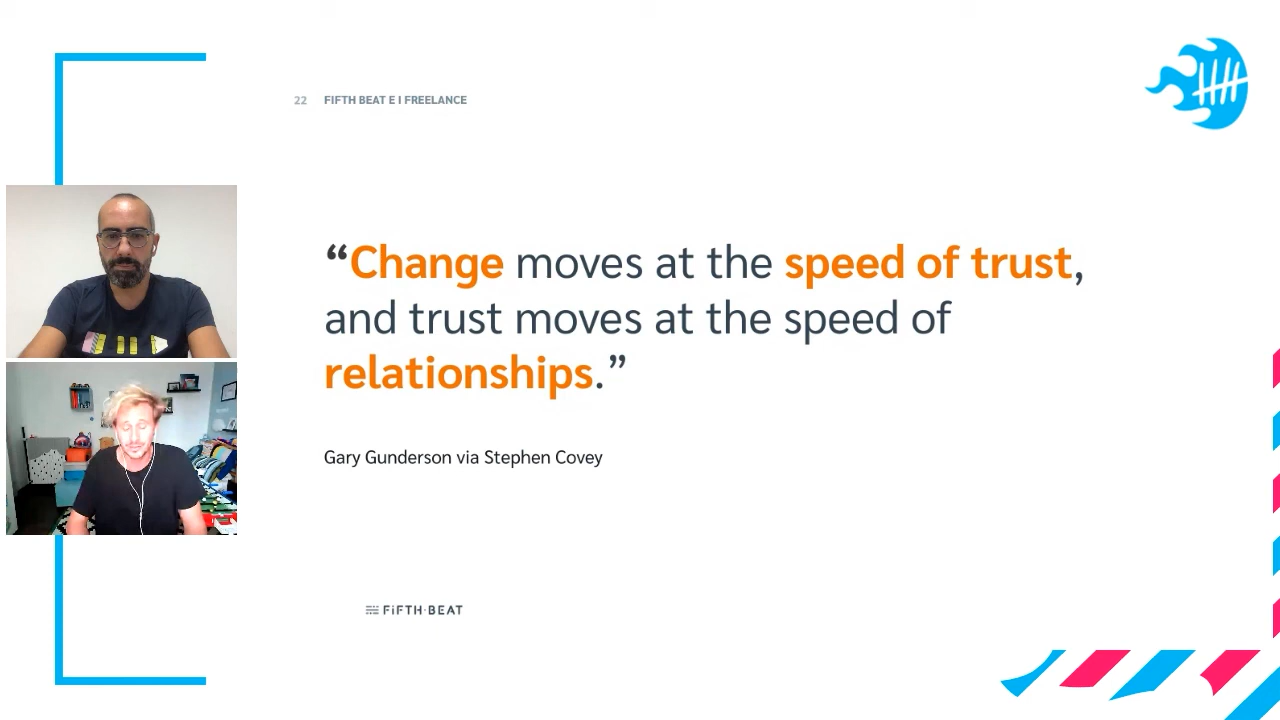 22 FIFTH BEAT E I FREELANCE
“Change moves at the speed of trust,
and trust moves at the speed of
relationships.”
Gary Gunderson via Stephen Covey
FiFTH·BEAT